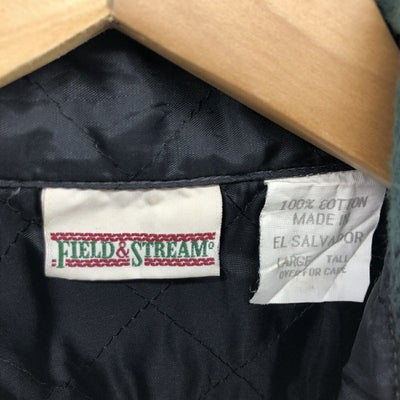 FIELD & STREAM
100% COTTON
MADE IN
EL SALVADOR
LARGE TALL
OVER FOR CARE